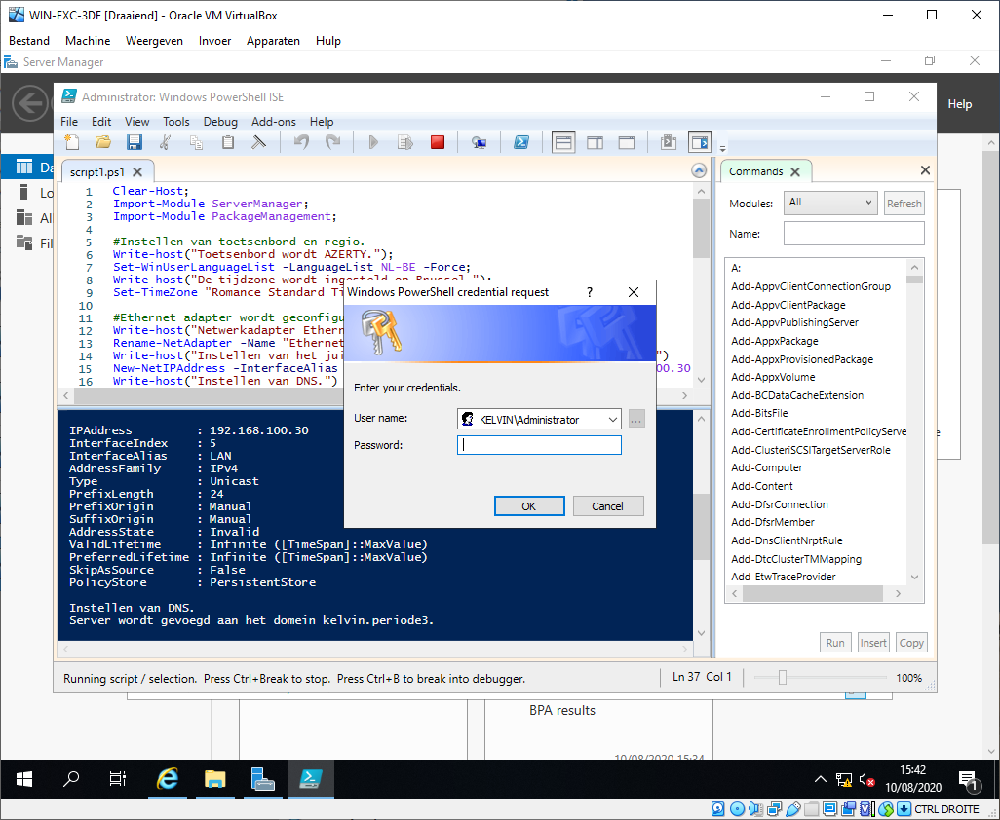 WIN-EXC-3DE [Draaiend] - Oracle VM VirtualBox
Bestand Machine Weergeven Invoer Apparaten Hulp
Server Manager
Administrator: Windows PowerShell ISE
Help
File Edit View Tools Debug Add-ons Help
script1.ps1
1 Clear-Host;
2 Import-Module ServerManager;
3 Import-Module PackageManagement;
4
5 #Instellen van toetsenbord en regio.
6 Write-host("Toetsenbord wordt AZERTY.");
7 Set-WinUserLanguageList -LanguageList NL-BE -Force;
8 Write-host("De tijdzone wordt ingesteld op Brussel.");
9 Set-TimeZone "Romance Standard Ti
10
11 #Ethernet adapter wordt geconfigu
12 Write-host("Netwerkadapter Ethern
13 Rename-NetAdapter -Name "Ethernet
14 Write-host("Instellen van het jui ")
15 New-NetIPAddress -InterfaceAlias 00.30
16 Write-host("Instellen van DNS.")
Da
Lo
Al
Fil
Windows PowerShell credential request
?
Enter your credentials.
User name: KELVIN\Administrator
...
Password:
OK Cancel
IPAddress : 192.168.100.30
InterfaceIndex : 5
InterfaceAlias : LAN
AddressFamily : IPv4
Type : Unicast
PrefixLength : 24
PrefixOrigin : Manual
SuffixOrigin : Manual
AddressState : Invalid
ValidLifetime : Infinite ([TimeSpan]::MaxValue)
PreferredLifetime : Infinite ([TimeSpan]::MaxValue)
SkipAsSource : False
PolicyStore : PersistentStore
Instellen van DNS.
Server wordt gevoegd aan het domein kelvin.periode3.
Commands
Modules: All Refresh
Name:
A:
Add-AppvClientConnectionGroup
Add-AppvClientPackage
Add-AppvPublishingServer
Add-AppxPackage
Add-AppxProvisionedPackage
Add-AppxVolume
Add-BCDataCacheExtension
Add-BitsFile
Add-CertificateEnrollmentPolicyServe
Add-ClusteriSCSITargetServerRole
Add-Computer
Add-Content
Add-DfsrConnection
Add-DfsrMember
Add-DnsClientNrptRule
Add-DtcClusterTMMapping
Add-EtwTraceProvider
Run Insert Copy
e
Running script / selection. Press Ctrl+Break to stop. Press Ctrl+B to break into debugger.
Ln 37 Col 1
100%
BPA results
10/08/2020 15:34
15:42
10/08/2020
1
CTRL DROITE